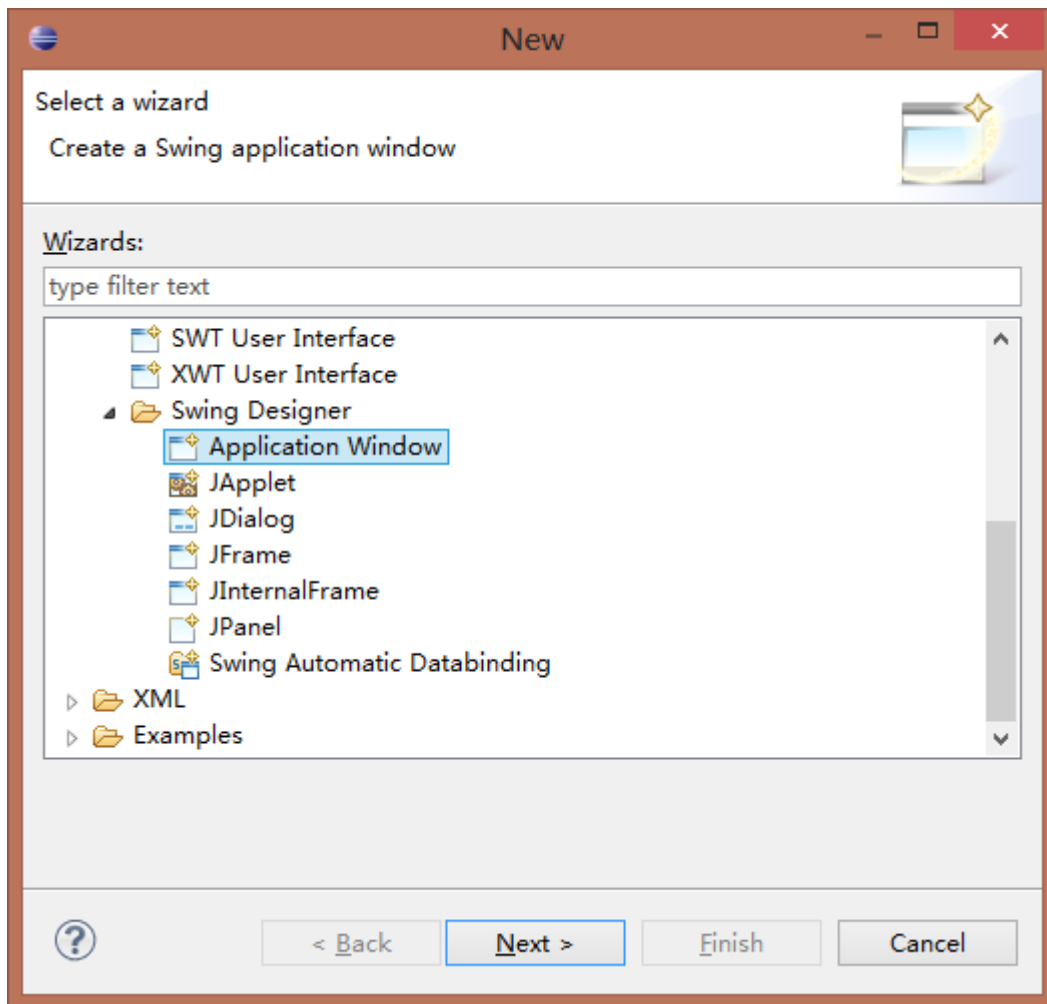 New
Select a wizard
Create a Swing application window
Wizards:
type filter text
SWT User Interface
XWT User Interface
Swing Designer
Application Window
JApplet
JDialog
JFrame
JInternalFrame
JPanel
Swing Automatic Databinding
XML
Examples
< Back Next > Finish Cancel